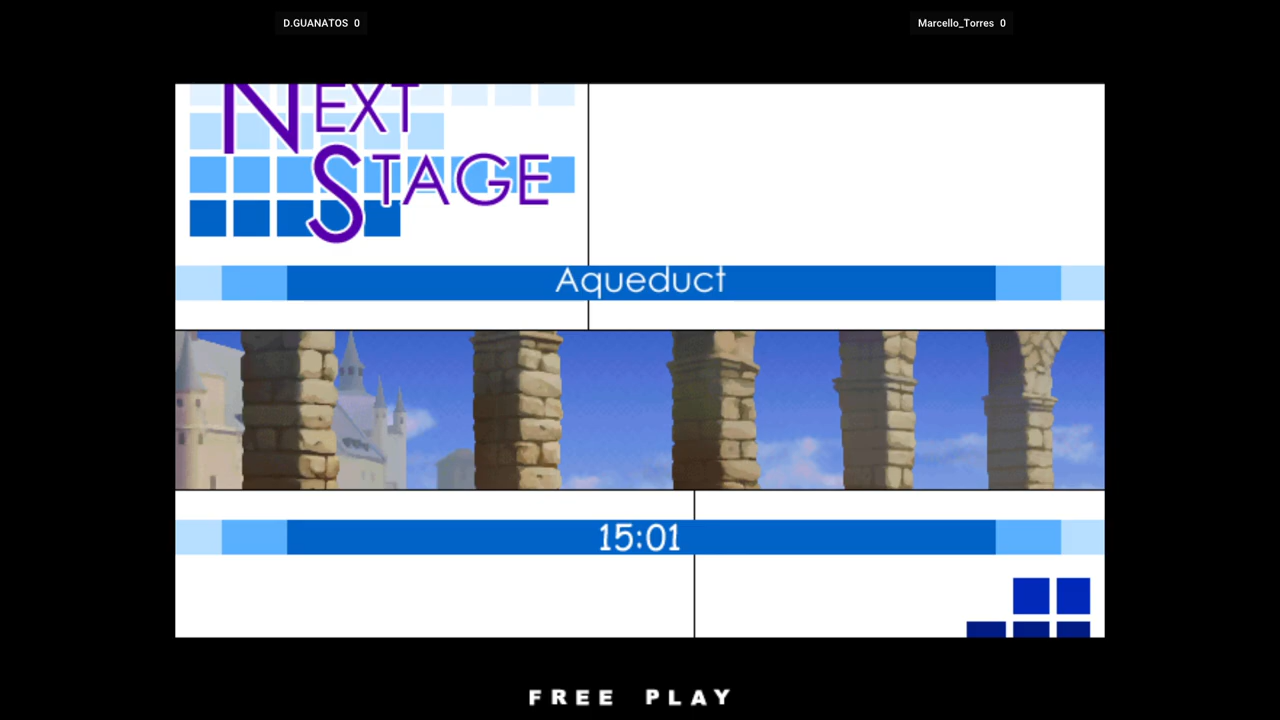 D.GUANATOS 0
Marcello_Torres 0
NEXT
STAGE
Aqueduct
15:01
FREE PLAY